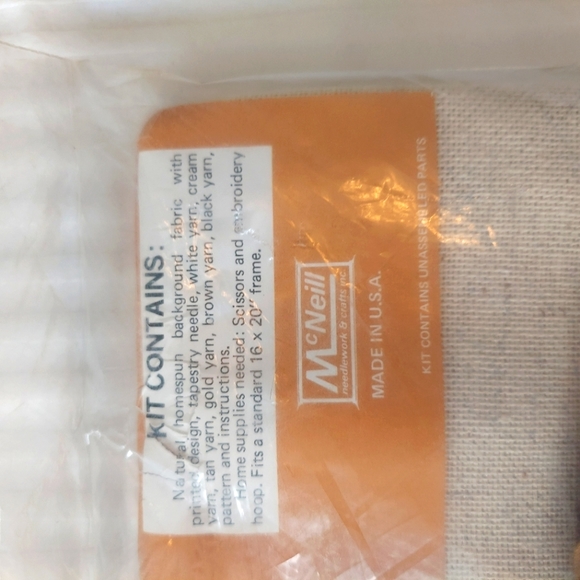 KIT CONTAINS:
Natural homespun background fabric with
printed design, tapestry needle, white yarn, cream
yarn, tan yarn, gold yarn, brown yarn, black yarn,
pattern and instructions.
Home supplies needed: Scissors and embroidery
hoop. Fits a standard 16 x 20" frame.
McNeill
needlework & crafts inc
MADE IN U.S.A.
KIT CONTAINS UNASSEMBLED PARTS